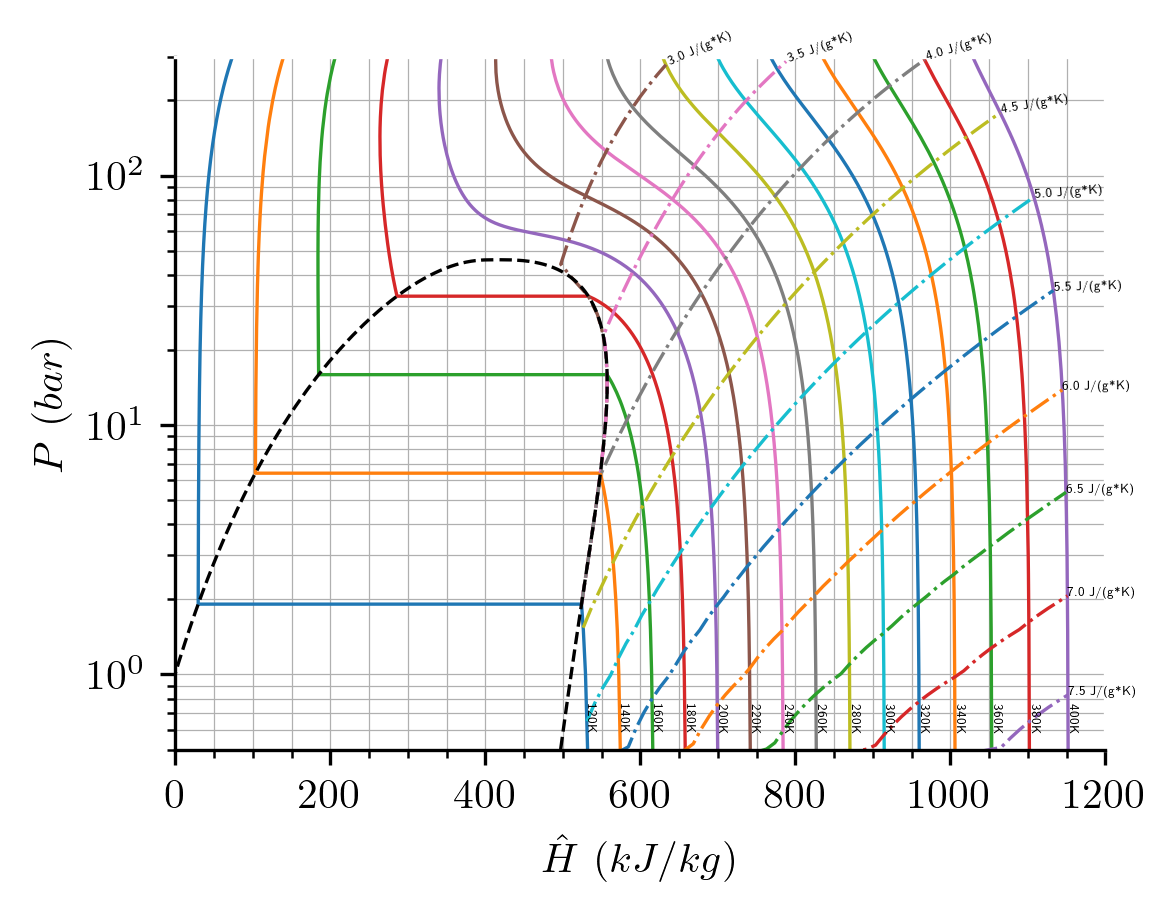 3.0 J/(g*K)
3.5 J/(g*K)
4.0 J/(g*K)
4.5 J/(g*K)
5.0 J/(g*K)
5.5 J/(g*K)
6.0 J/(g*K)
6.5 J/(g*K)
7.0 J/(g*K)
7.5 J/(g*K)
10²
10¹
10⁰
P (bar)
120K
140K
160K
180K
200K
220K
240K
260K
280K
300K
320K
340K
360K
380K
400K
0
200
400
600
800
1000
1200
Ĥ (kJ/kg)